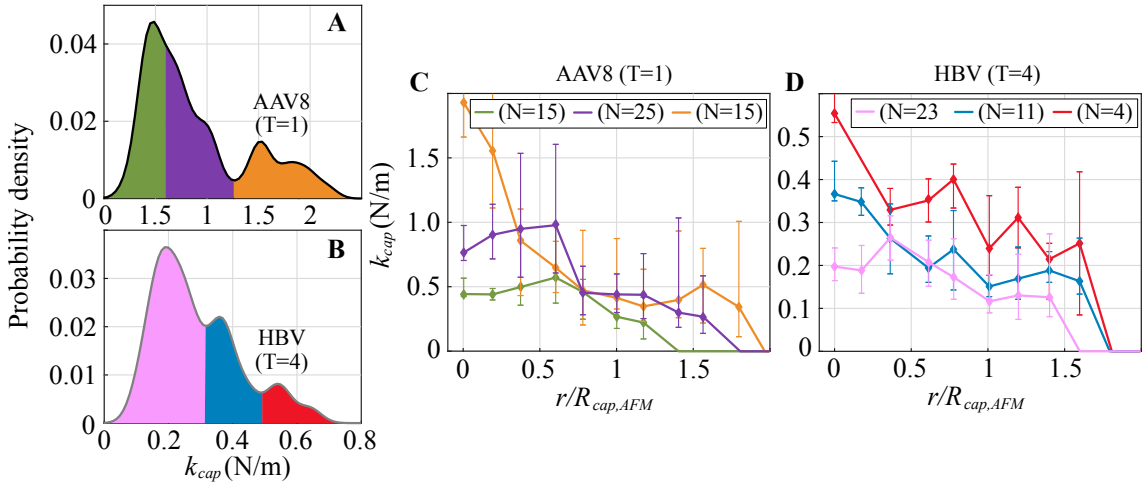 Probability density
A
0.04
0.02
0
AAV8
(T=1)
0 1.5 1 1.5 2
B
0.03
0.02
0.01
0
HBV
(T=4)
0 0.2 0.4 0.6 0.8
k_cap (N/m)
C AAV8 (T=1)
(N=15) (N=25) (N=15)
k_cap (N/m)
1.5
1.0
0.5
0
0 0.5 1 1.5
r/R_cap,AFM
D HBV (T=4)
(N=23 (N=11) (N=4)
0.5
0.4
0.3
0.2
0.1
0
0 0.5 1 1.5
r/R_cap,AFM